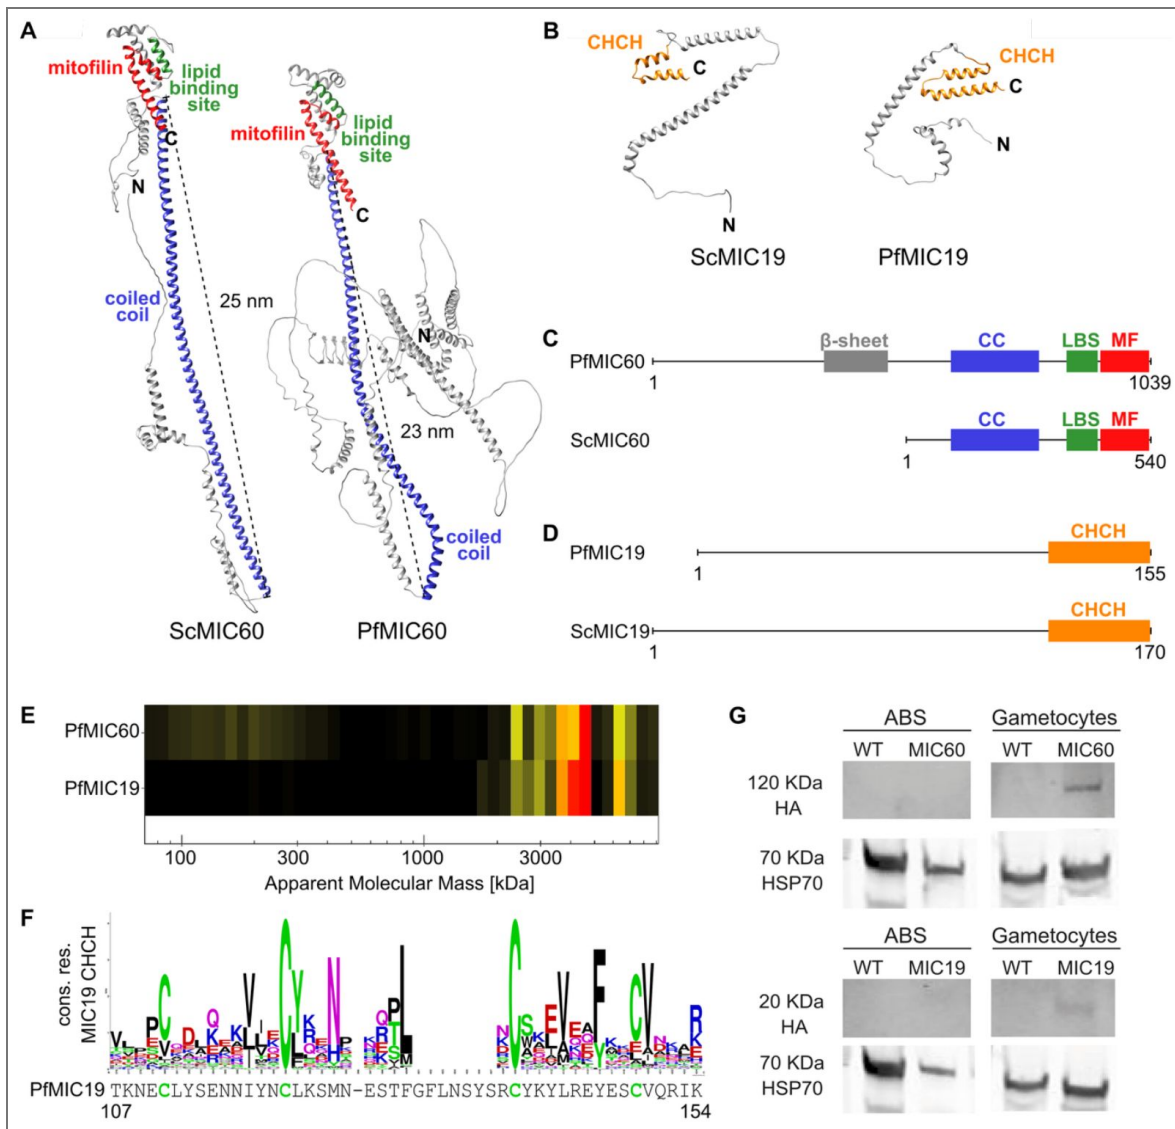 A
mitofilin
lipid
binding
site
C
N
coiled
coil
25 nm
ScMIC60
mitofilin
lipid
binding
site
C
N
23 nm
coiled
coil
PfMIC60
B
CHCH
C
N
ScMIC19
CHCH
C
N
PfMIC19
C
PfMIC60
β-sheet CC LBS MF
1 1039
ScMIC60
CC LBS MF
1 540
D
PfMIC19
CHCH
1 155
ScMIC19
CHCH
1 170
E
PfMIC60
PfMIC19
100 300 1000 3000
Apparent Molecular Mass [kDa]
F
cons. res.
MIC19 CHCH
PfMIC19 TKNECLYSENNIYNCLKSMN-ESTFGFLNSYSRCYKYLREYESCVQRIK
107 154
G
ABS Gametocytes
WT MIC60 WT MIC60
120 KDa
HA
70 KDa
HSP70
ABS Gametocytes
WT MIC19 WT MIC19
20 KDa
HA
70 KDa
HSP70